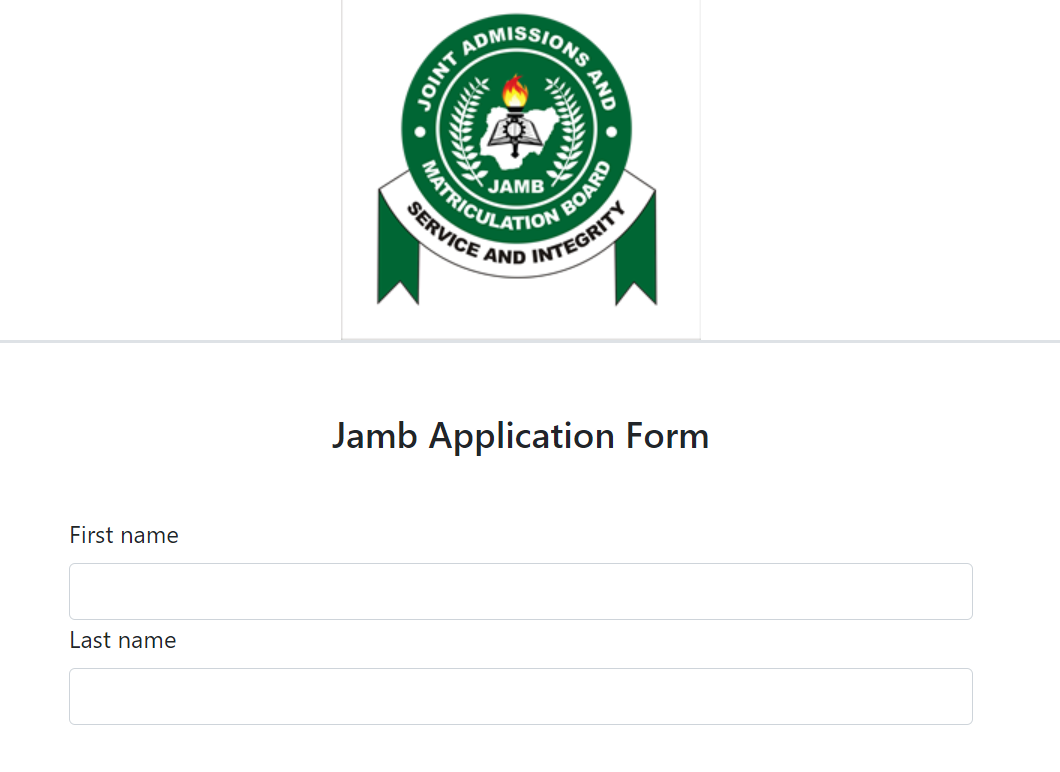 JOINT ADMISSIONS AND
MATRICULATION BOARD
JAMB
SERVICE AND INTEGRITY
Jamb Application Form
First name
Last name